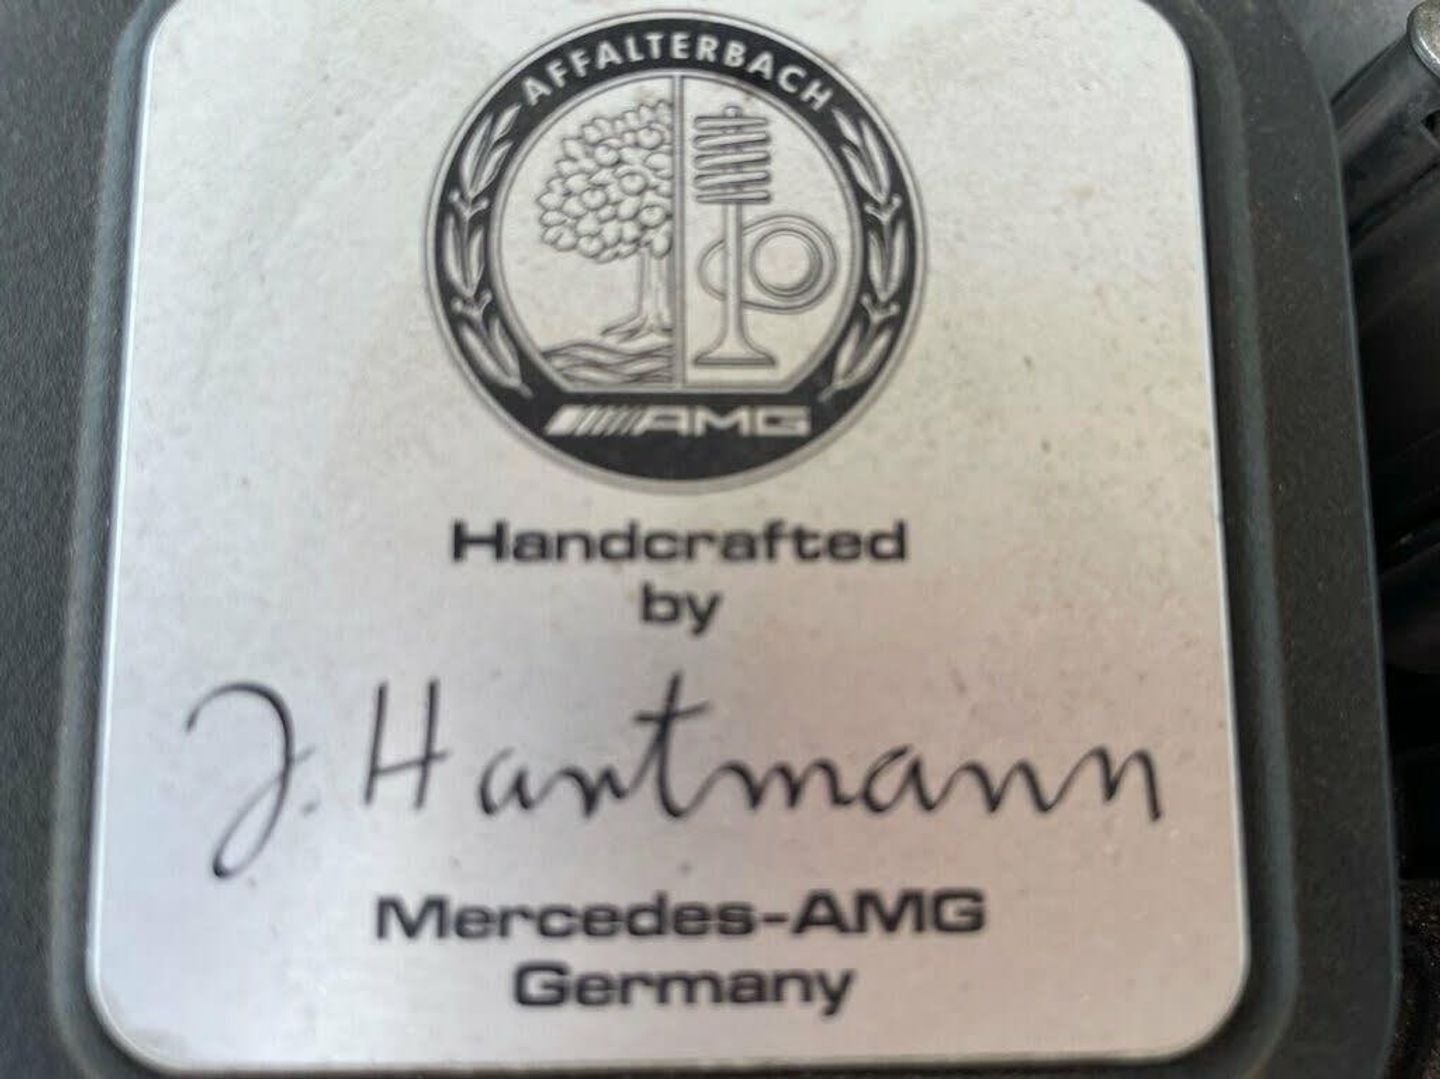 AFFALTERBACH
AMG
Handcrafted
by
J. Hartmann
Mercedes-AMG
Germany